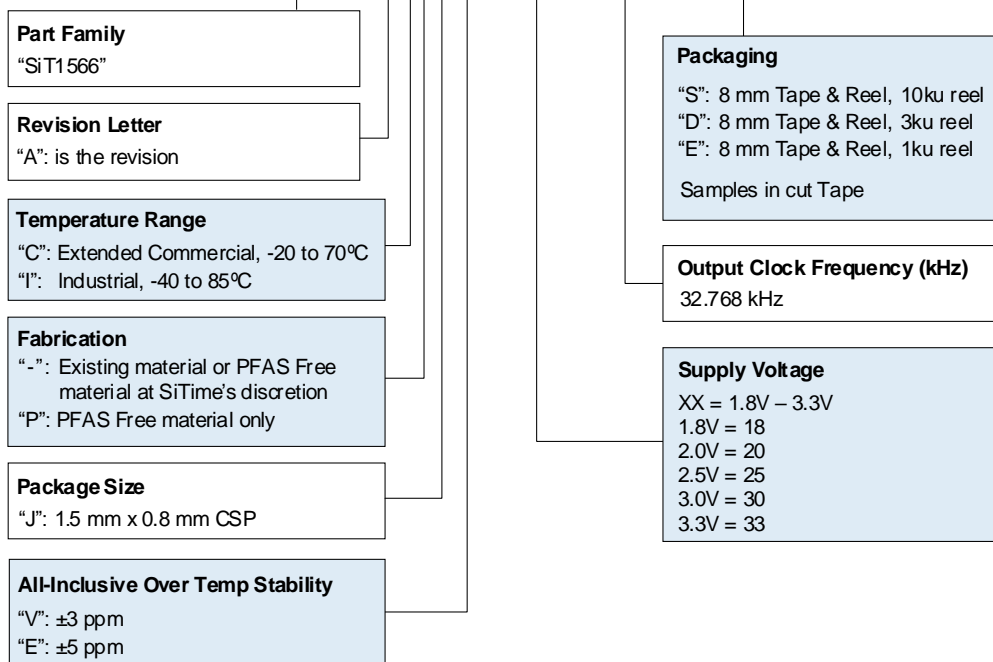 Part Family
“SiT1566”
Revision Letter
“A”: is the revision
Temperature Range
“C”: Extended Commercial, -20 to 70ºC
“I”: Industrial, -40 to 85ºC
Fabrication
“-”: Existing material or PFAS Free
material at SiTime’s discretion
“P”: PFAS Free material only
Package Size
“J”: 1.5 mm x 0.8 mm CSP
All-Inclusive Over Temp Stability
“V”: ±3 ppm
“E”: ±5 ppm
Packaging
“S”: 8 mm Tape & Reel, 10ku reel
“D”: 8 mm Tape & Reel, 3ku reel
“E”: 8 mm Tape & Reel, 1ku reel
Samples in cut Tape
Output Clock Frequency (kHz)
32.768 kHz
Supply Voltage
XX = 1.8V – 3.3V
1.8V = 18
2.0V = 20
2.5V = 25
3.0V = 30
3.3V = 33